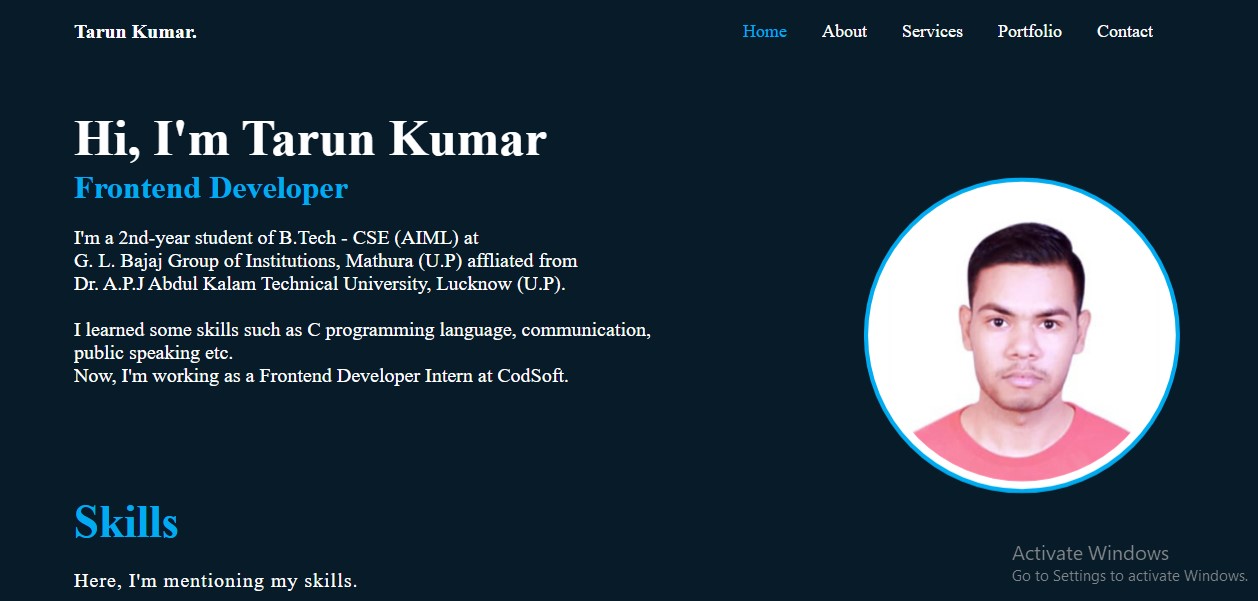 Tarun Kumar.
Home About Services Portfolio Contact
Hi, I'm Tarun Kumar
Frontend Developer
I'm a 2nd-year student of B.Tech - CSE (AIML) at
G. L. Bajaj Group of Institutions, Mathura (U.P) affliated from
Dr. A.P.J Abdul Kalam Technical University, Lucknow (U.P).
I learned some skills such as C programming language, communication,
public speaking etc.
Now, I'm working as a Frontend Developer Intern at CodSoft.
Skills
Here, I'm mentioning my skills.
Activate Windows
Go to Settings to activate Windows.